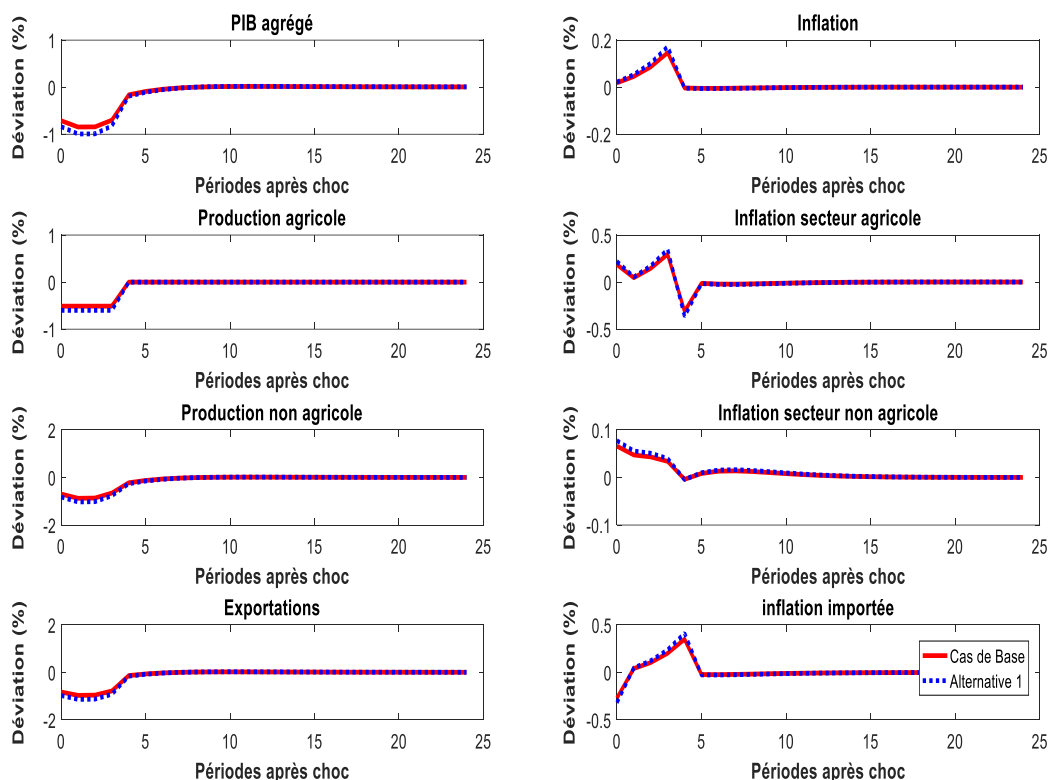 PIB agrégé
Déviation (%)
1
0
-1
0 5 10 15 20 25
Périodes après choc
Inflation
Déviation (%)
0.2
0
-0.2
0 5 10 15 20 25
Périodes après choc
Production agricole
Déviation (%)
1
0
-1
0 5 10 15 20 25
Périodes après choc
Inflation secteur agricole
Déviation (%)
0.5
0
-0.5
0 5 10 15 20 25
Périodes après choc
Production non agricole
Déviation (%)
2
0
-2
0 5 10 15 20 25
Périodes après choc
Inflation secteur non agricole
Déviation (%)
0.1
0
-0.1
0 5 10 15 20 25
Périodes après choc
Exportations
Déviation (%)
2
0
-2
0 5 10 15 20 25
Périodes après choc
inflation importée
Déviation (%)
0.5
0
-0.5
0 5 10 15 20 25
Périodes après choc
Cas de Base
Alternative 1